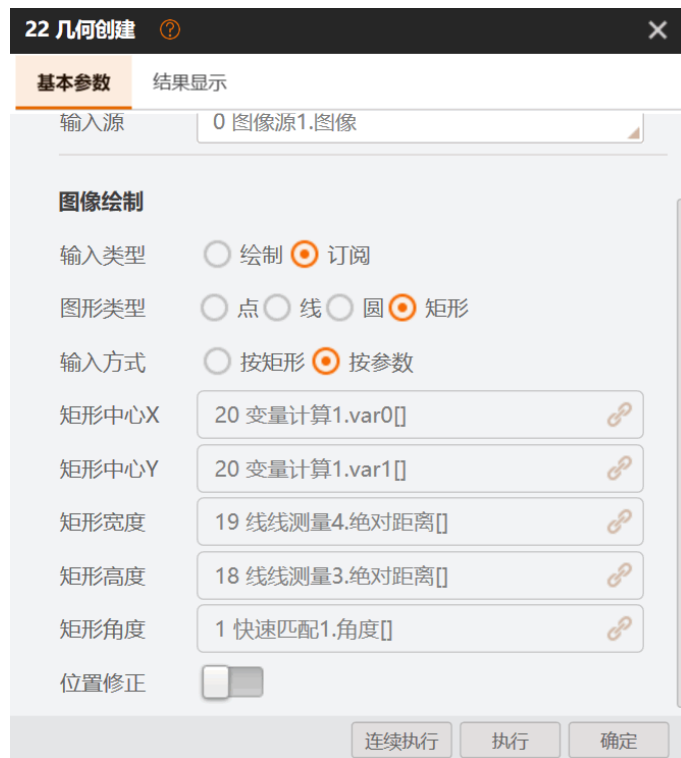 22 几何创建
基本参数 结果显示
输入源 0 图像源1.图像
图像绘制
输入类型 绘制 订阅
图形类型 点 线 圆 矩形
输入方式 按矩形 按参数
矩形中心X 20 变量计算1.var0[]
矩形中心Y 20 变量计算1.var1[]
矩形宽度 19 线线测量4.绝对距离[]
矩形高度 18 线线测量3.绝对距离[]
矩形角度 1 快速匹配1.角度[]
位置修正
连续执行 执行 确定